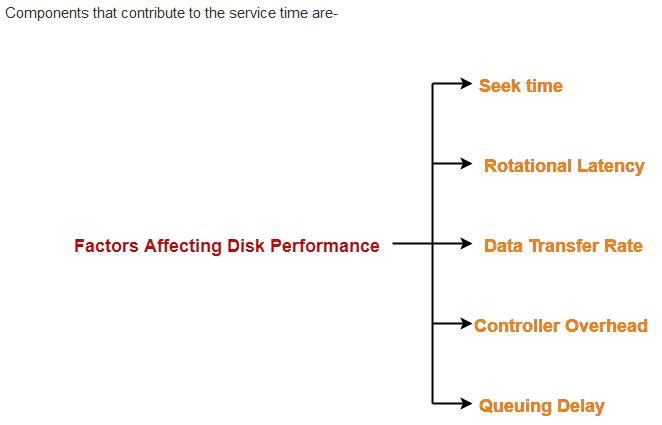 Components that contribute to the service time are-
Seek time
Rotational Latency
Factors Affecting Disk Performance
Data Transfer Rate
Controller Overhead
Queuing Delay